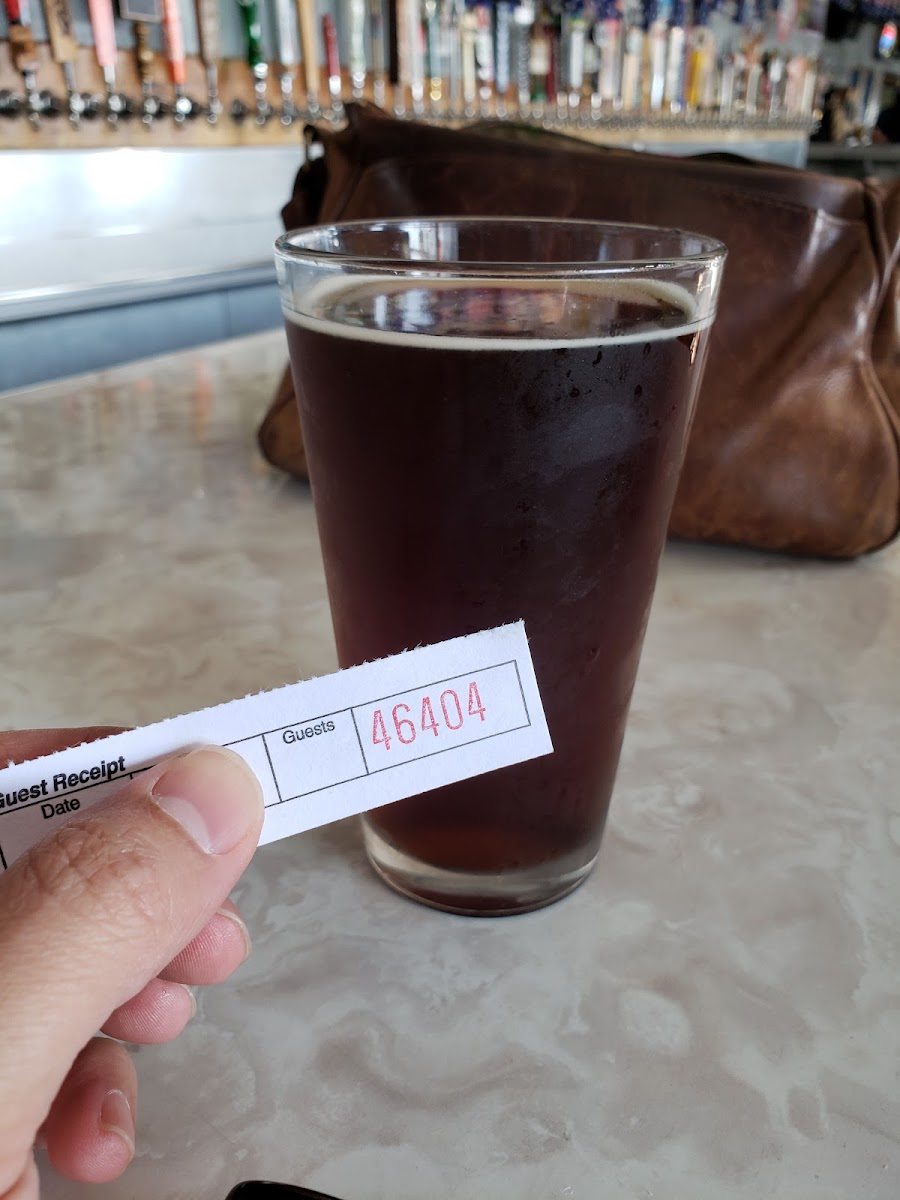 Guest Receipt
Date
Guests
46404